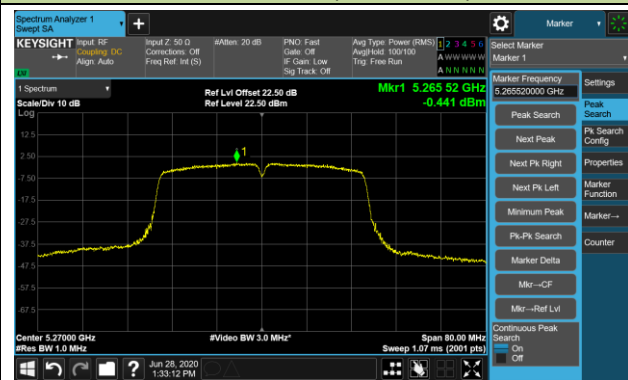 Spectrum Analyzer 1
Swept SA
Marker
KEYSIGHT Input: RF Input Z: 50 Ω #Atten: 20 dB PNO: Fast Avg Type: Power (RMS) 1 2 3 4 5 6
Coupling: DC Corrections: Off Gate: Off Avg|Hold: 100/100 A W W W W W
Align: Auto Freq Ref: Int (S) IF Gain: Low Trig: Free Run
Sig Track: Off A N N N N N
Select Marker
Marker 1
1 Spectrum
Ref Lvl Offset 22.50 dB Mkr1 5.265 52 GHz
Scale/Div 10 dB Ref Level 22.50 dBm -0.441 dBm
Log
12.5
2.50
-7.50
-17.5
-27.5
-37.5
-47.5
-57.5
-67.5
1
Center 5.27000 GHz #Video BW 3.0 MHz* Span 80.00 MHz
#Res BW 1.0 MHz Sweep 1.07 ms (2001 pts)
Marker Frequency
5.265520000 GHz
Peak Search
Next Peak
Next Pk Right
Next Pk Left
Minimum Peak
Pk-Pk Search
Marker Delta
Mkr→CF
Mkr→Ref Lvl
Continuous Peak
Search
On
Off
Settings
Peak
Search
Pk Search
Config
Properties
Marker
Function
Marker→
Counter
Jun 28, 2020
1:33:12 PM